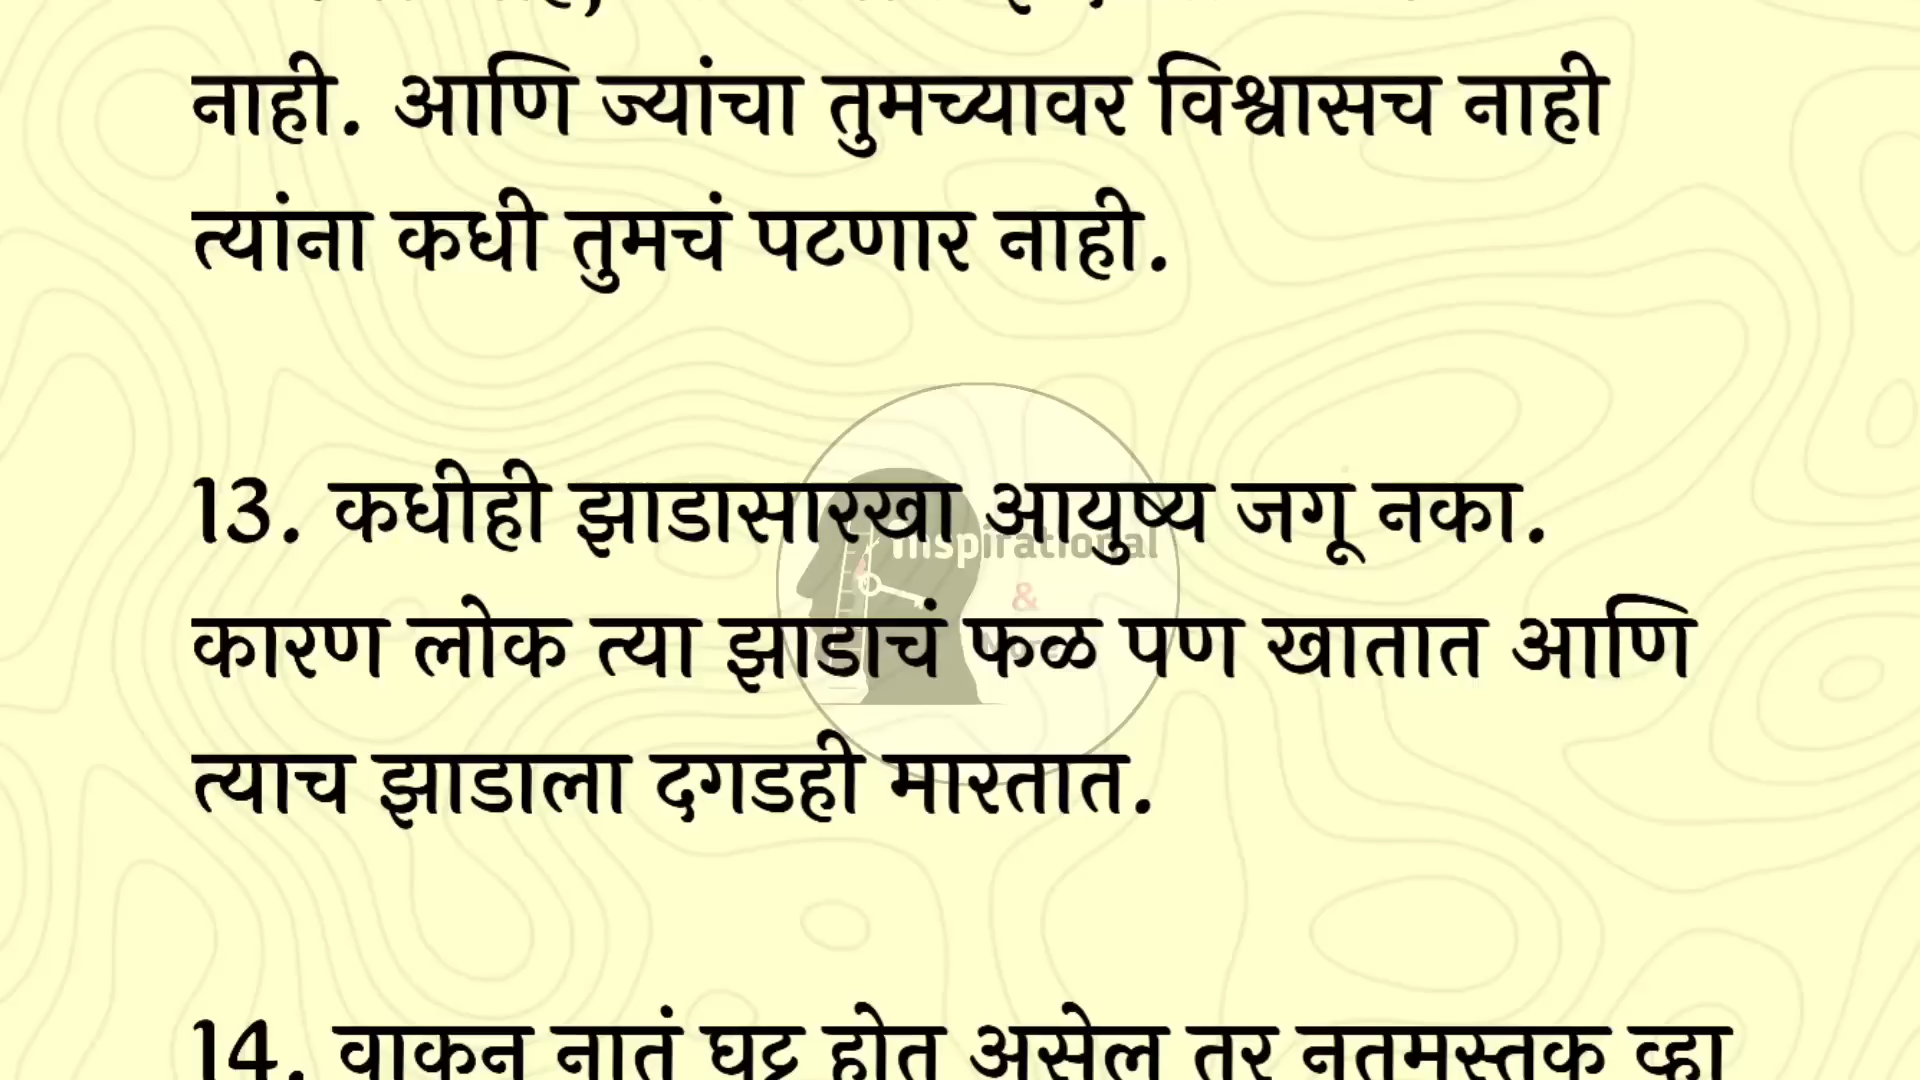 नाही. आणि ज्यांचा तुमच्यावर विश्वासच नाही
त्यांना कधी तुमचं पटणार नाही.
13. कधीही झाडासारखा आयुष्य जगू नका.
Inspirational
&
कारण लोक त्या झाडाचं फळ पण खातात आणि
त्याच झाडाला दगडही मारतात.
14. वाकून नातं घट्ट होत असेल तर नतमस्तक व्हा